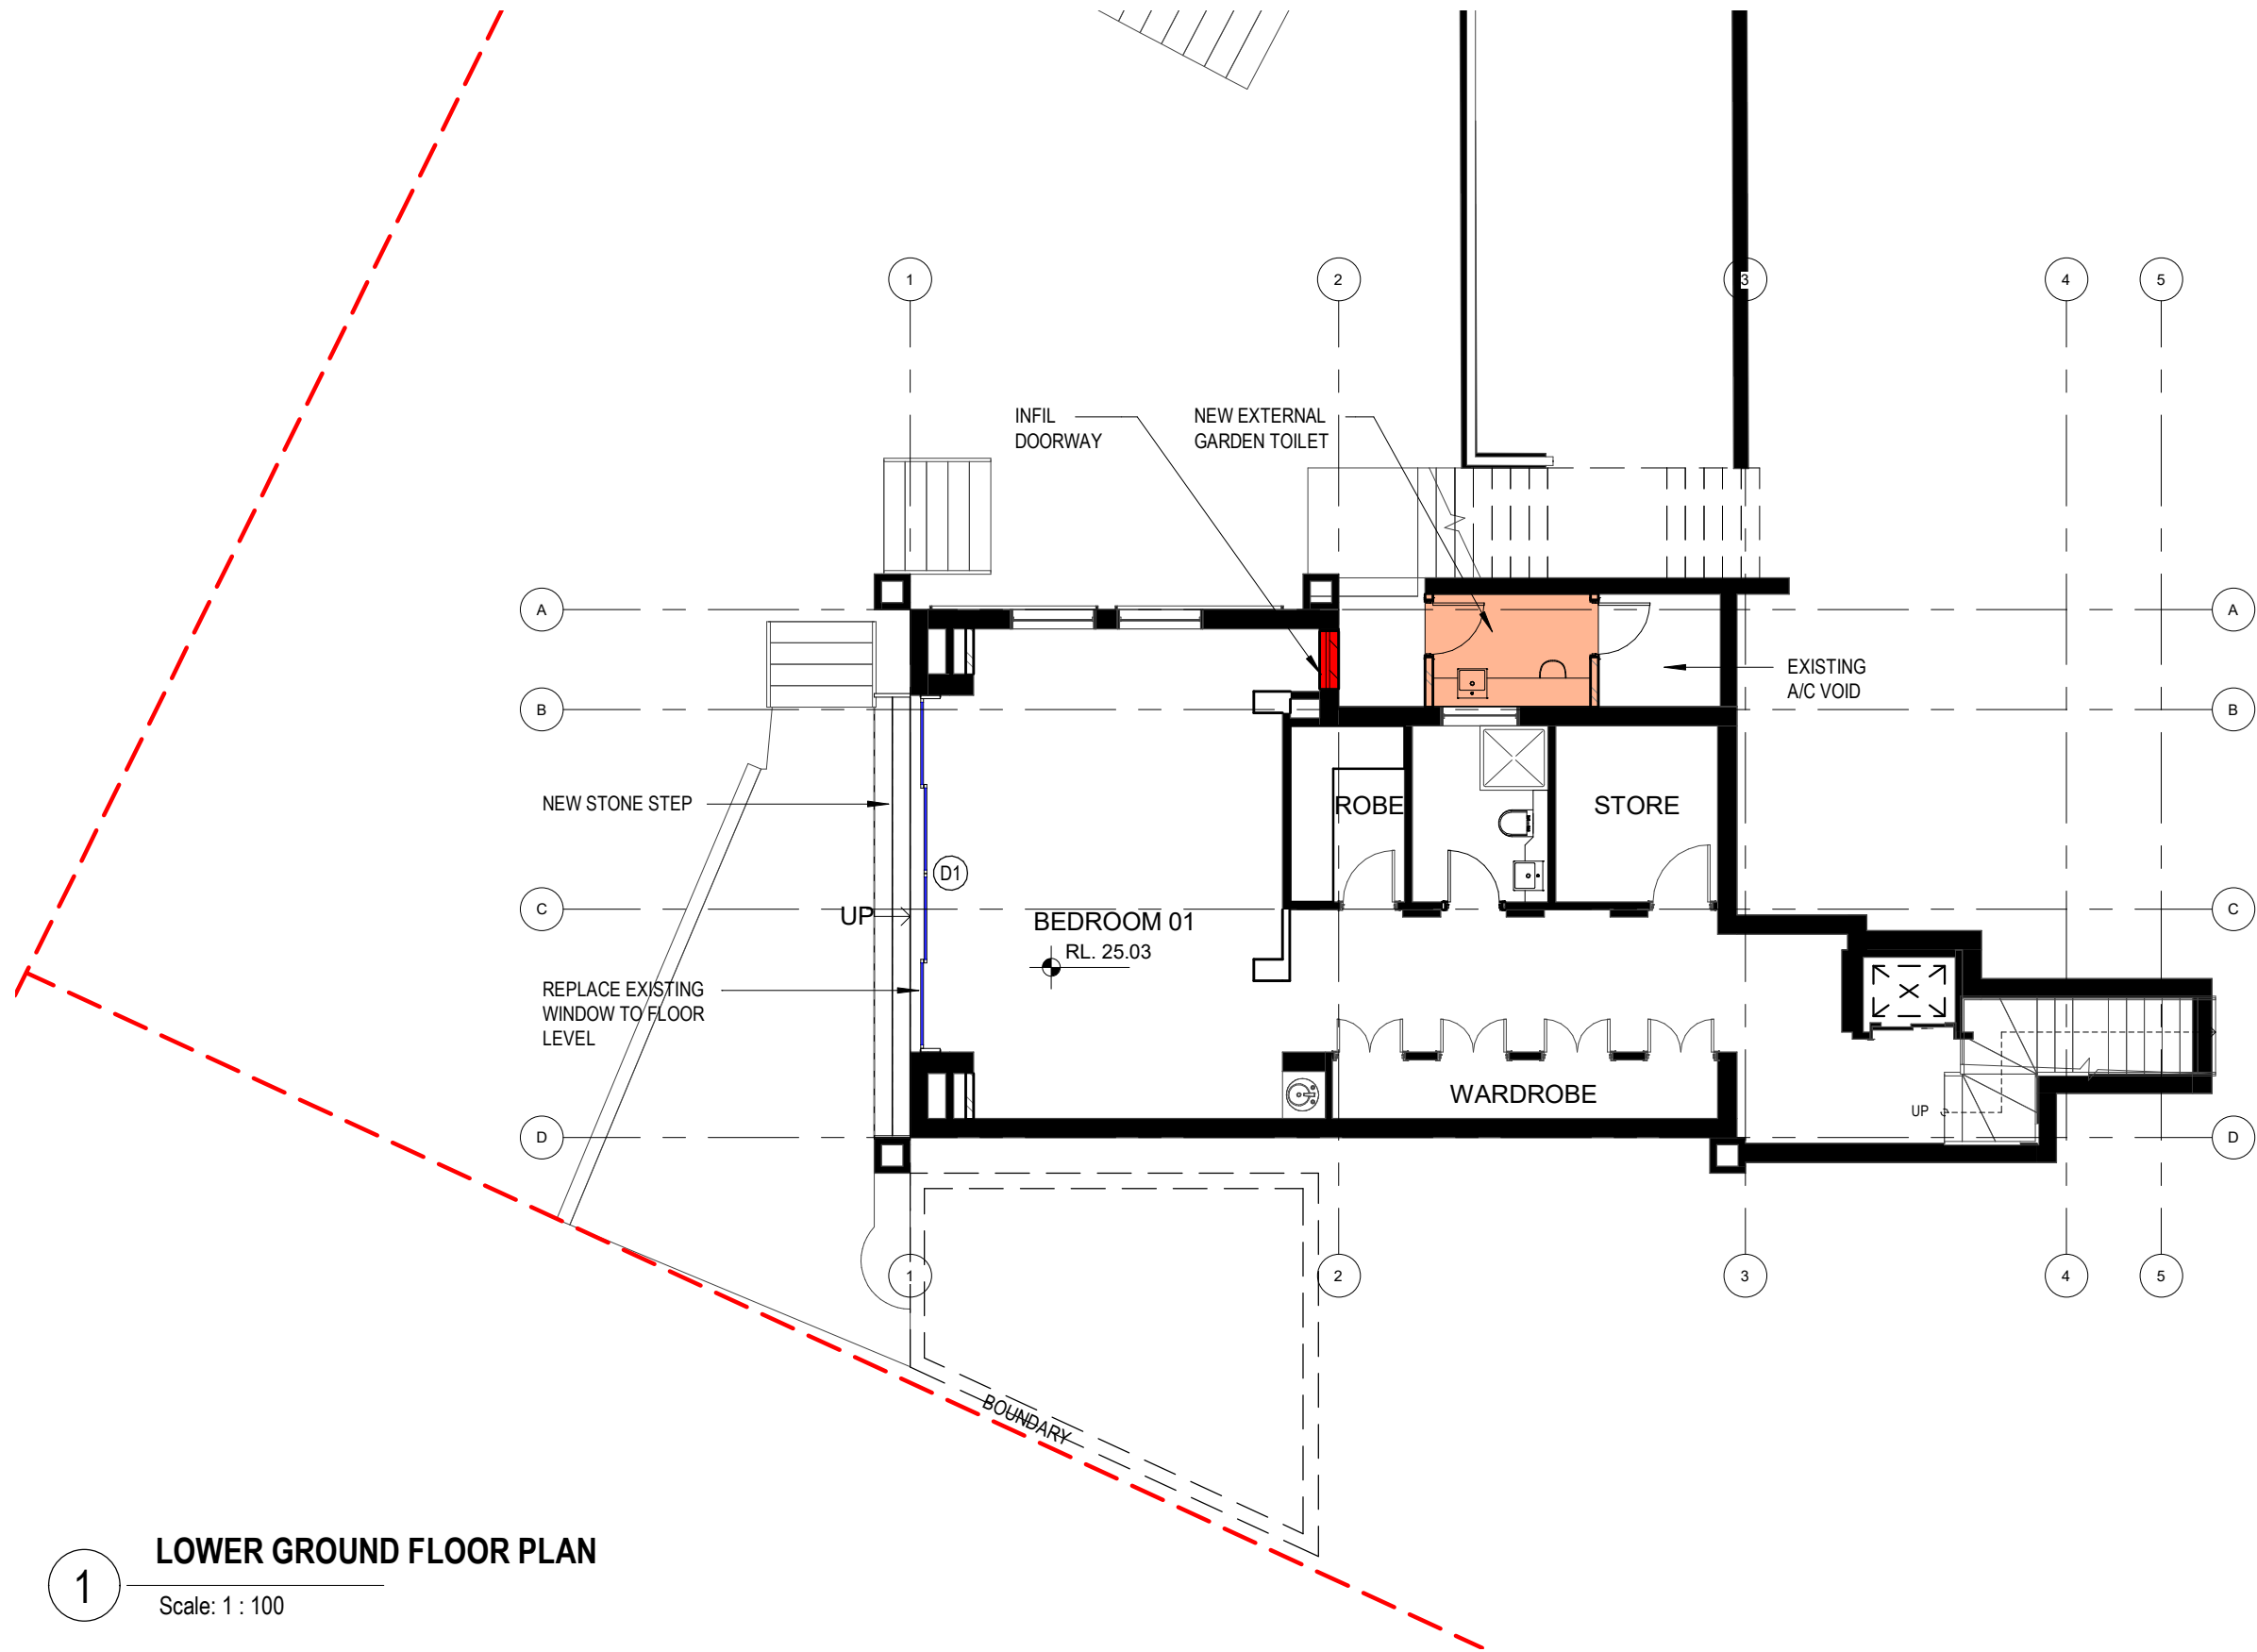 1
2
3
4
5
INFIL
DOORWAY
NEW EXTERNAL
GARDEN TOILET
A
A
EXISTING
A/C VOID
B
B
NEW STONE STEP
ROBE
STORE
D1
C
UP
BEDROOM 01
C
RL. 25.03
REPLACE EXISTING
WINDOW TO FLOOR
LEVEL
WARDROBE
UP
D
D
1
2
3
4
5
BOUNDARY
1
LOWER GROUND FLOOR PLAN
Scale: 1 : 100